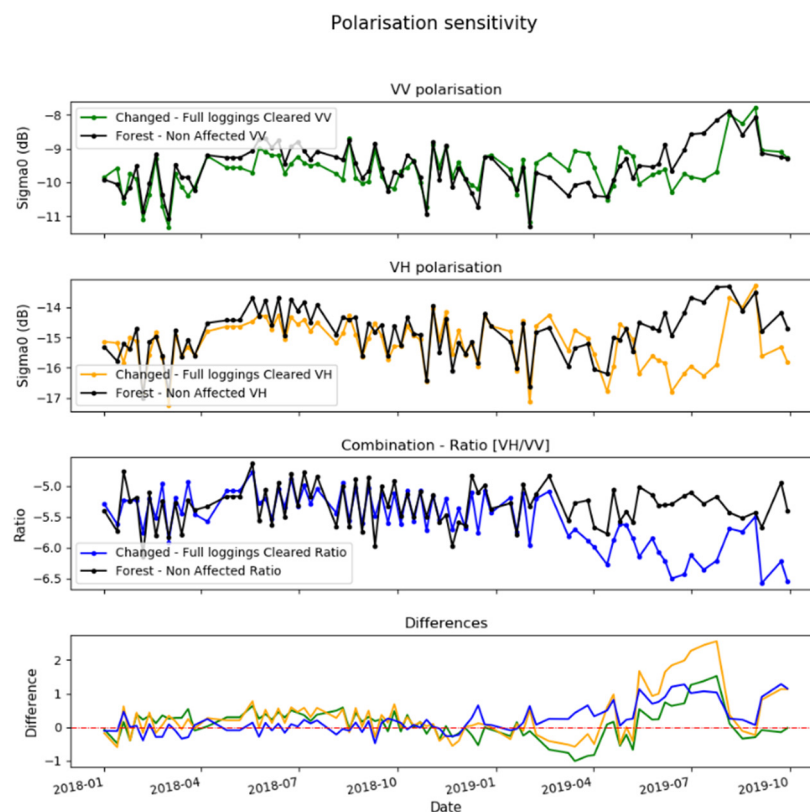 Polarisation sensitivity
VV polarisation
Sigma0 (dB)
−8
−9
−10
−11
Changed - Full loggings Cleared VV
Forest - Non Affected VV
VH polarisation
Sigma0 (dB)
−14
−15
−16
−17
Changed - Full loggings Cleared VH
Forest - Non Affected VH
Combination - Ratio [VH/VV]
Ratio
−5.0
−5.5
−6.0
−6.5
Changed - Full loggings Cleared Ratio
Forest - Non Affected Ratio
Differences
Difference
2
1
0
−1
2018-01
2018-04
2018-07
2018-10
2019-01
2019-04
2019-07
2019-10
Date